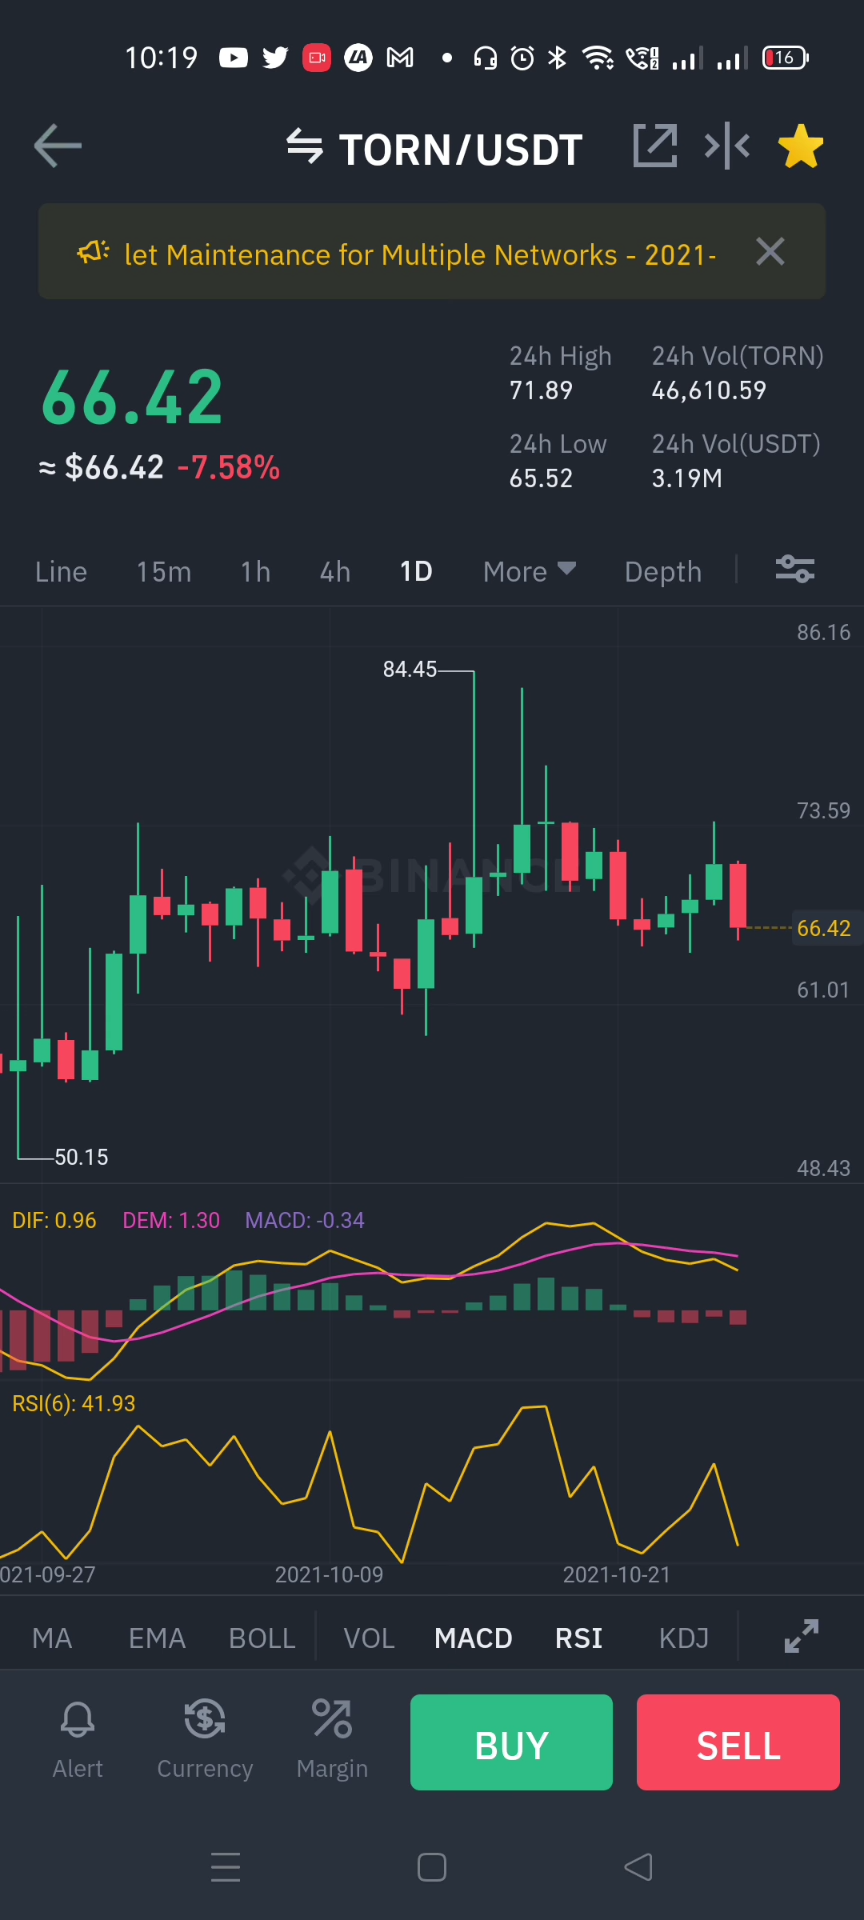 10:19
16
TORN/USDT
let Maintenance for Multiple Networks - 2021-
66.42
≈ $66.42 -7.58%
24h High
71.89
24h Vol(TORN)
46,610.59
24h Low
65.52
24h Vol(USDT)
3.19M
Line 15m 1h 4h 1D More Depth
86.16
84.45
73.59
BINANCE
66.42
61.01
50.15
48.43
DIF: 0.96 DEM: 1.30 MACD: -0.34
RSI(6): 41.93
021-09-27 2021-10-09 2021-10-21
MA EMA BOLL VOL MACD RSI KDJ
Alert Currency Margin BUY SELL